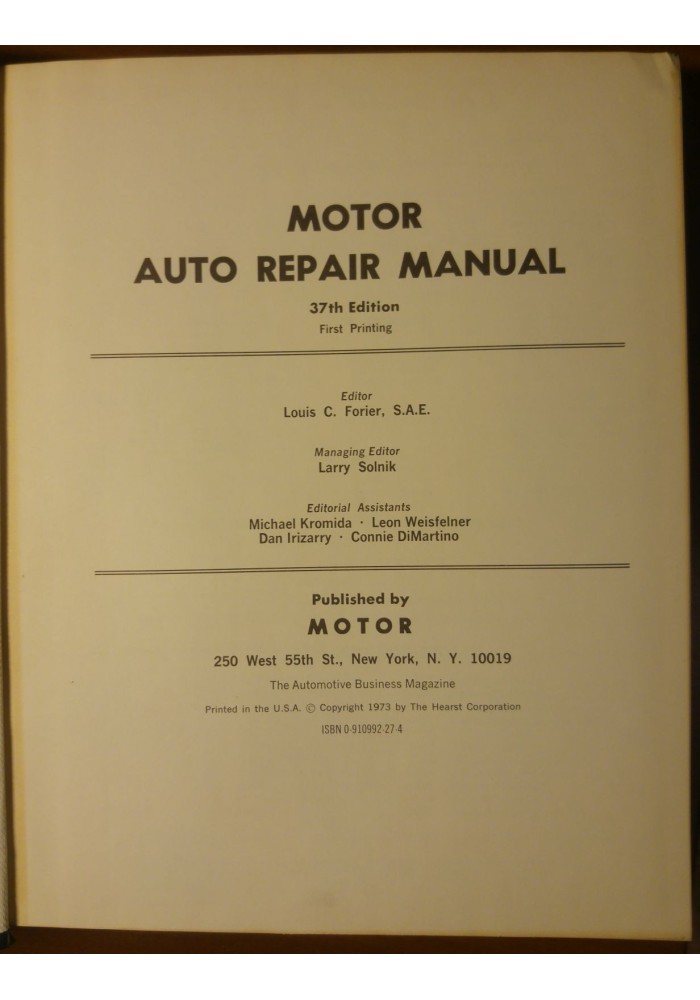 MOTOR
AUTO REPAIR MANUAL
37th Edition
First Printing
Editor
Louis C. Forier, S.A.E.
Managing Editor
Larry Solnik
Editorial Assistants
Michael Kromida · Leon Weisfelner
Dan Irizarry · Connie DiMartino
Published by
MOTOR
250 West 55th St., New York, N. Y. 10019
The Automotive Business Magazine
Printed in the U.S.A. © Copyright 1973 by The Hearst Corporation
ISBN 0-910992-27-4